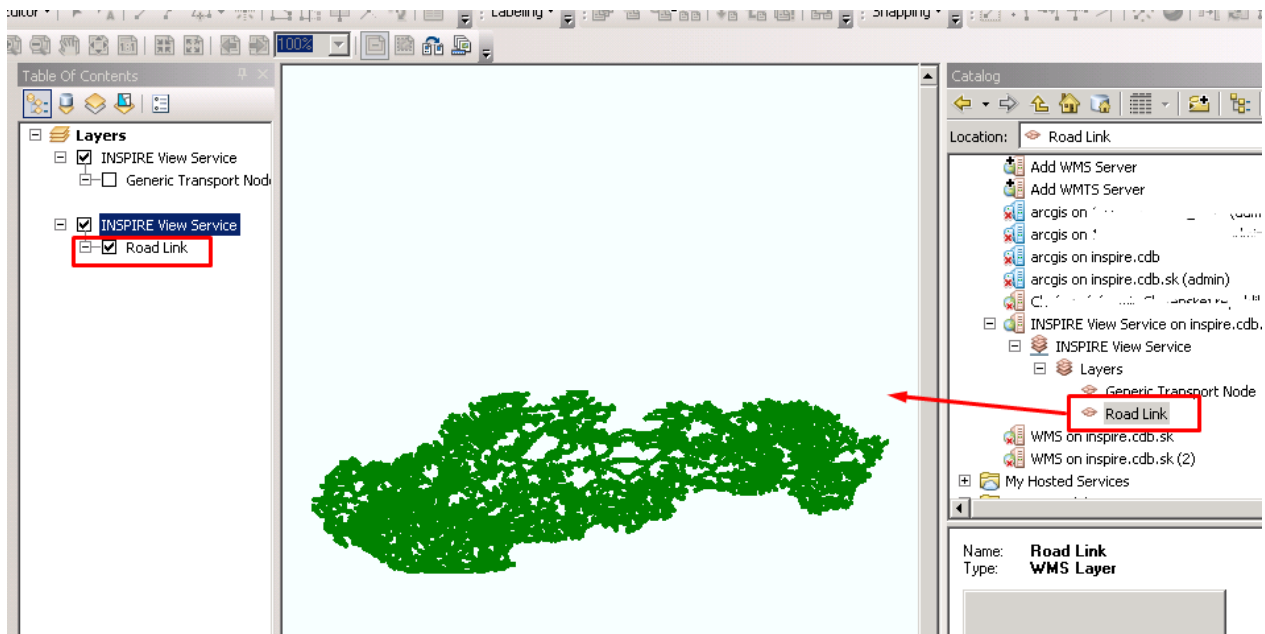 Labeling
Snapping
100%
Table Of Contents
Layers
INSPIRE View Service
Generic Transport Nod
INSPIRE View Service
Road Link
Catalog
Location: Road Link
Add WMS Server
Add WMTS Server
arcgis on
arcgis on
arcgis on inspire.cdb
arcgis on inspire.cdb.sk (admin)
INSPIRE View Service on inspire.cdb.
INSPIRE View Service
Layers
Generic Transport Node
Road Link
WMS on inspire.cdb.sk
WMS on inspire.cdb.sk (2)
My Hosted Services
Name: Road Link
Type: WMS Layer